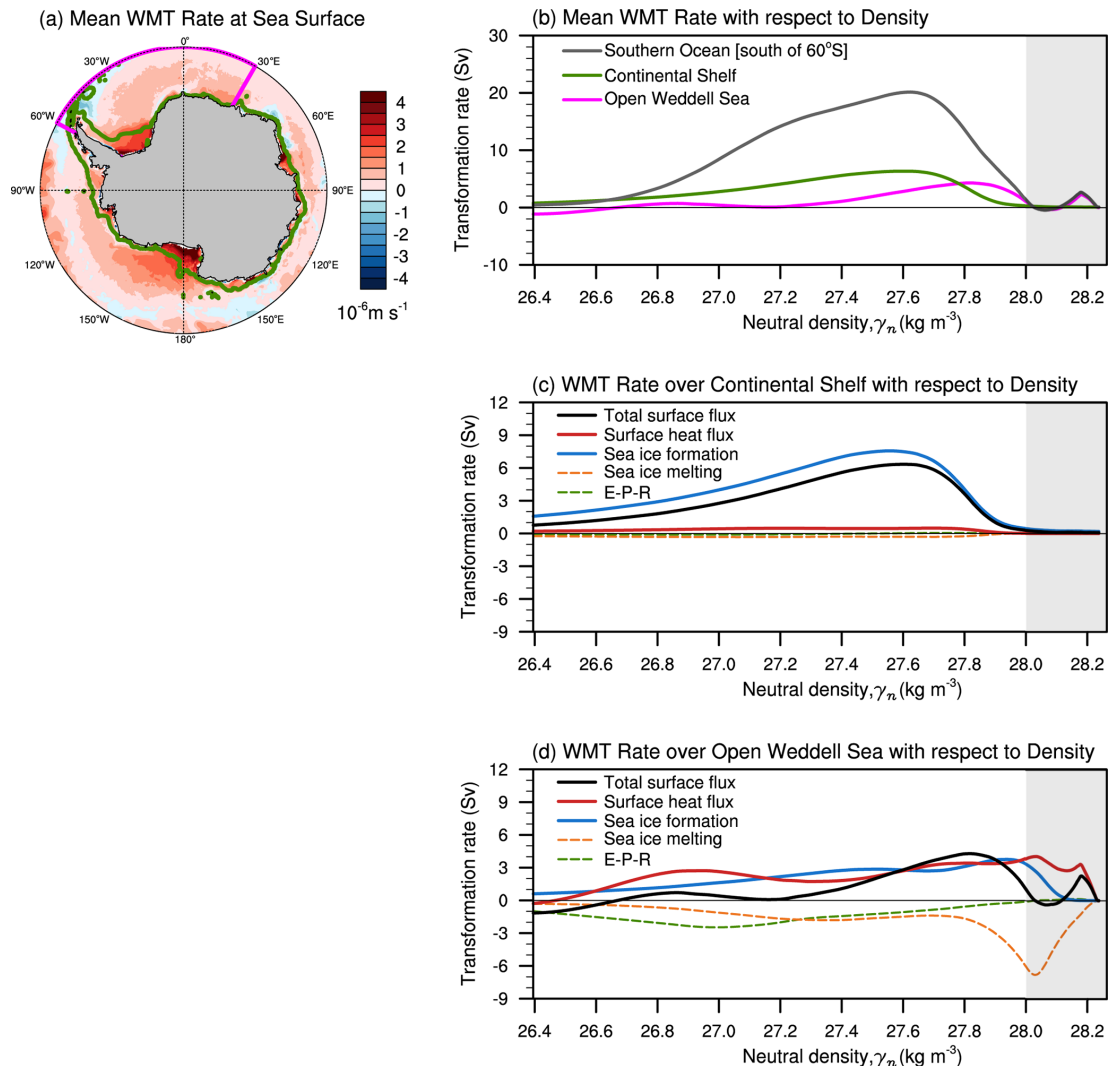 (a) Mean WMT Rate at Sea Surface
0°
30°W
30°E
60°W
60°E
90°W
90°E
120°W
120°E
150°W
150°E
180°
4
3
2
1
0
-1
-2
-3
-4
10⁻⁶m s⁻¹
(b) Mean WMT Rate with respect to Density
Transformation rate (Sv)
30
20
10
0
-10
Southern Ocean [south of 60°S]
Continental Shelf
Open Weddell Sea
26.4 26.6 26.8 27.0 27.2 27.4 27.6 27.8 28.0 28.2
Neutral density,γn(kg m⁻³)
(c) WMT Rate over Continental Shelf with respect to Density
Transformation rate (Sv)
12
9
6
3
0
-3
-6
-9
Total surface flux
Surface heat flux
Sea ice formation
Sea ice melting
E-P-R
26.4 26.6 26.8 27.0 27.2 27.4 27.6 27.8 28.0 28.2
Neutral density,γn(kg m⁻³)
(d) WMT Rate over Open Weddell Sea with respect to Density
Transformation rate (Sv)
12
9
6
3
0
-3
-6
-9
Total surface flux
Surface heat flux
Sea ice formation
Sea ice melting
E-P-R
26.4 26.6 26.8 27.0 27.2 27.4 27.6 27.8 28.0 28.2
Neutral density,γn(kg m⁻³)